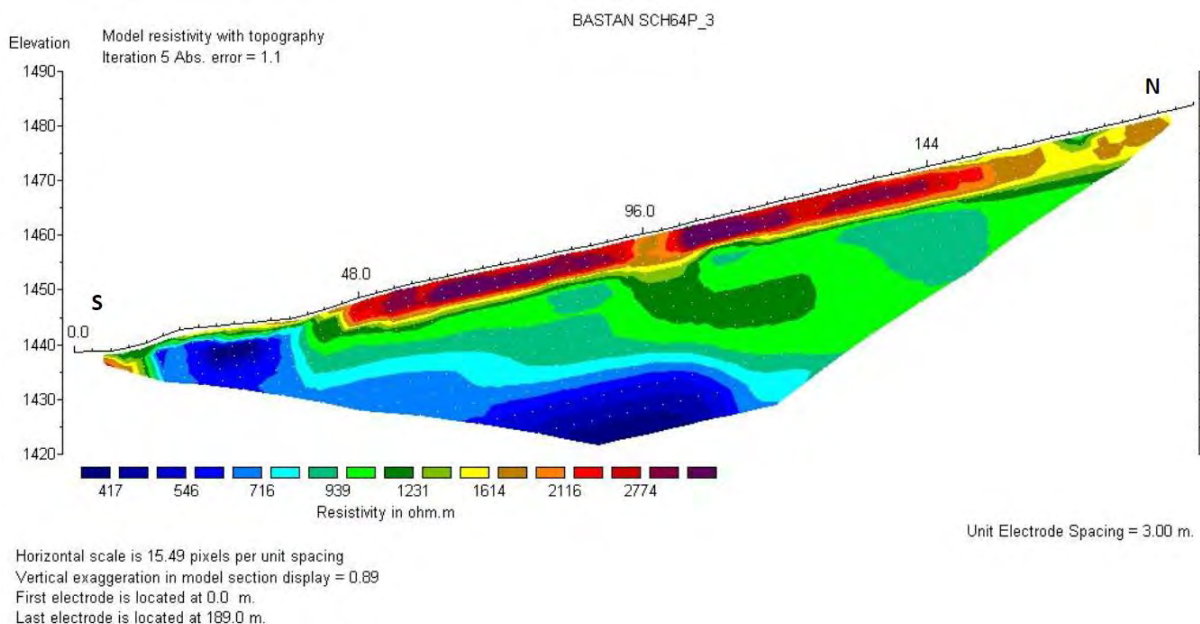 BASTAN SCH64P_3
Elevation
Model resistivity with topography
Iteration 5 Abs. error = 1.1
1490
N
1480
144
1470
96.0
1460
48.0
1450
S
0.0
1440
1430
1420
417 546 716 939 1231 1614 2116 2774
Resistivity in ohm.m
Unit Electrode Spacing = 3.00 m.
Horizontal scale is 15.49 pixels per unit spacing
Vertical exaggeration in model section display = 0.89
First electrode is located at 0.0 m.
Last electrode is located at 189.0 m.